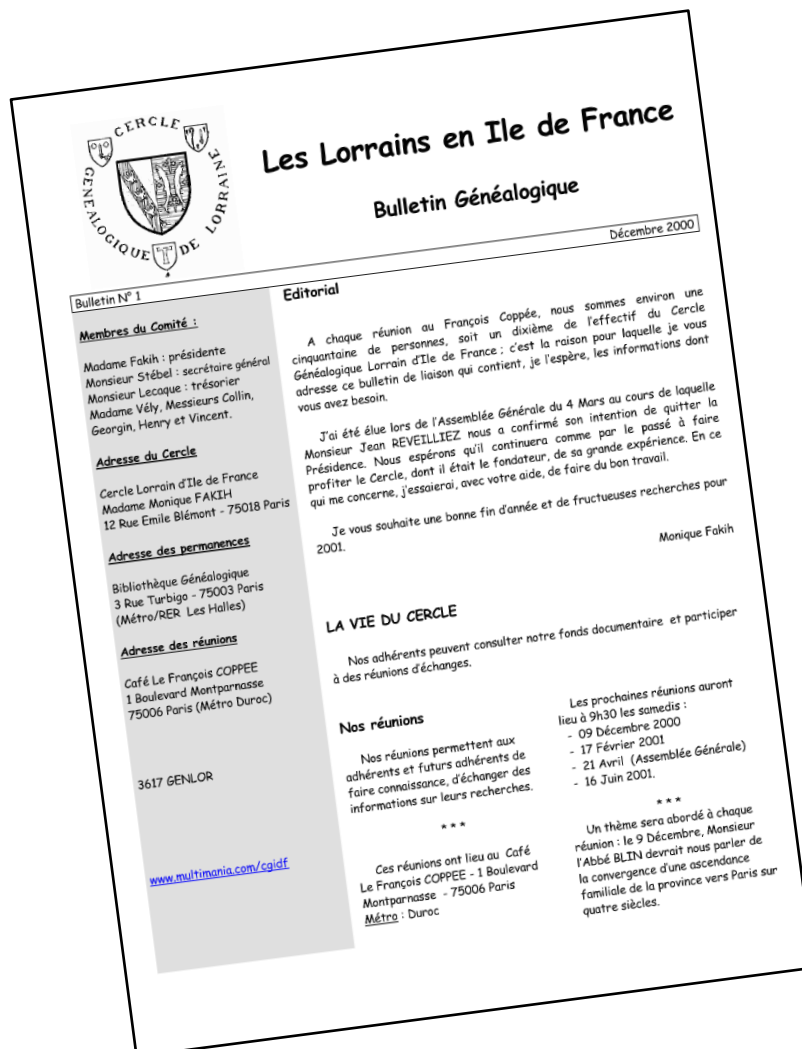 CERCLE
GENEALOGIQUE DE LORRAINE
Les Lorrains en Ile de France
Bulletin Généalogique
Bulletin N° 1
Décembre 2000
Membres du Comité :
Madame Fakih : présidente
Monsieur Stébel : secrétaire général
Monsieur Lecaque : trésorier
Madame Vély, Messieurs Collin,
Georgin, Henry et Vincent.
Adresse du Cercle
Cercle Lorrain d'Ile de France
Madame Monique FAKIH
12 Rue Emile Blémont - 75018 Paris
Adresse des permanences
Bibliothèque Généalogique
3 Rue Turbigo - 75003 Paris
(Métro/RER Les Halles)
Adresse des réunions
Café Le François COPPEE
1 Boulevard Montparnasse
75006 Paris (Métro Duroc)
3617 GENLOR
www.multimania.com/cgidf
Editorial
A chaque réunion au François Coppée, nous sommes environ une
cinquantaine de personnes, soit un dixième de l'effectif du Cercle
Généalogique Lorrain d'Ile de France ; c'est la raison pour laquelle je vous
adresse ce bulletin de liaison qui contient, je l'espère, les informations dont
vous avez besoin.
J'ai été élue lors de l'Assemblée Générale du 4 Mars au cours de laquelle
Monsieur Jean REVEILLIEZ nous a confirmé son intention de quitter la
Présidence. Nous espérons qu'il continuera comme par le passé à faire
profiter le Cercle, dont il était le fondateur, de sa grande expérience. En ce
qui me concerne, j'essaierai, avec votre aide, de faire du bon travail.
Je vous souhaite une bonne fin d'année et de fructueuses recherches pour
2001.
Monique Fakih
LA VIE DU CERCLE
Nos adhérents peuvent consulter notre fonds documentaire et participer
à des réunions d'échanges.
Nos réunions
Nos réunions permettent aux
adhérents et futurs adhérents de
faire connaissance, d'échanger des
informations sur leurs recherches.
* * *
Ces réunions ont lieu au Café
Le François COPPEE - 1 Boulevard
Montparnasse - 75006 Paris
Métro : Duroc
Les prochaines réunions auront
lieu à 9h30 les samedis :
- 09 Décembre 2000
- 17 Février 2001
- 21 Avril (Assemblée Générale)
- 16 Juin 2001.
* * *
Un thème sera abordé à chaque
réunion : le 9 Décembre, Monsieur
l'Abbé BLIN devrait nous parler de
la convergence d'une ascendance
familiale de la province vers Paris sur
quatre siècles.